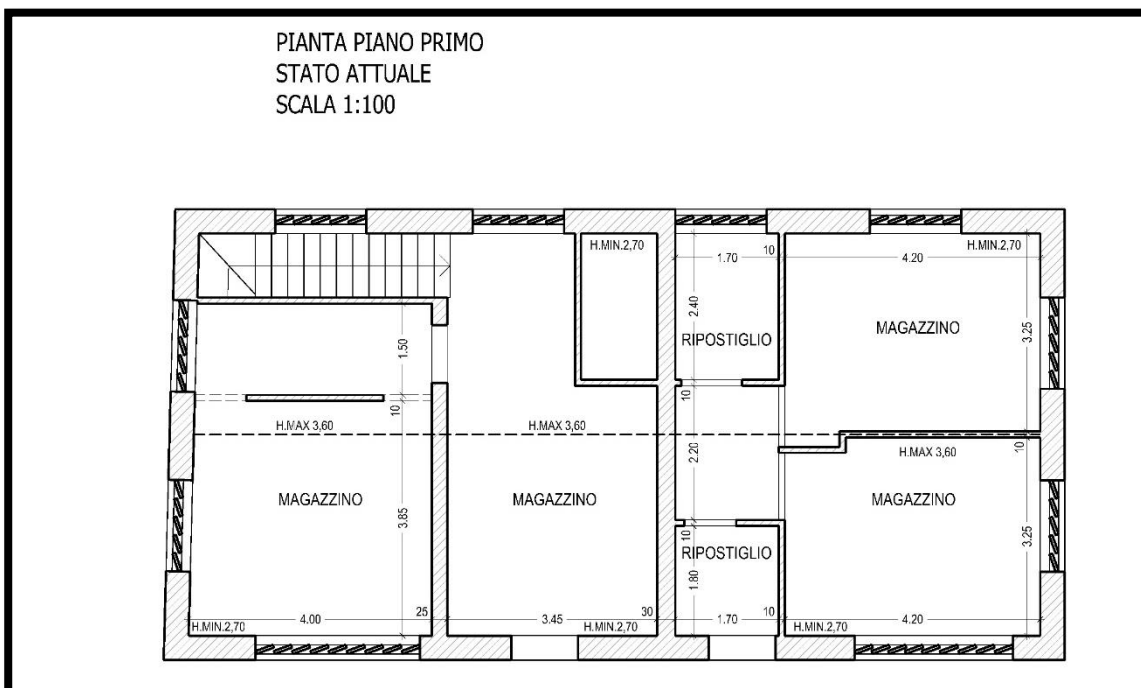 PIANTA PIANO PRIMO
STATO ATTUALE
SCALA 1:100
H.MIN.2,70
10
H.MIN.2,70
1.70
4.20
2.40
3.25
MAGAZZINO
RIPOSTIGLIO
1.50
10
10
H.MAX 3,60
H.MAX 3,60
2.20
H.MAX 3,60
10
MAGAZZINO
MAGAZZINO
MAGAZZINO
3.85
3.25
10
RIPOSTIGLIO
1.80
4.00
25
3.45
30
1.70
10
4.20
H.MIN.2,70
H.MIN.2,70
H.MIN.2,70